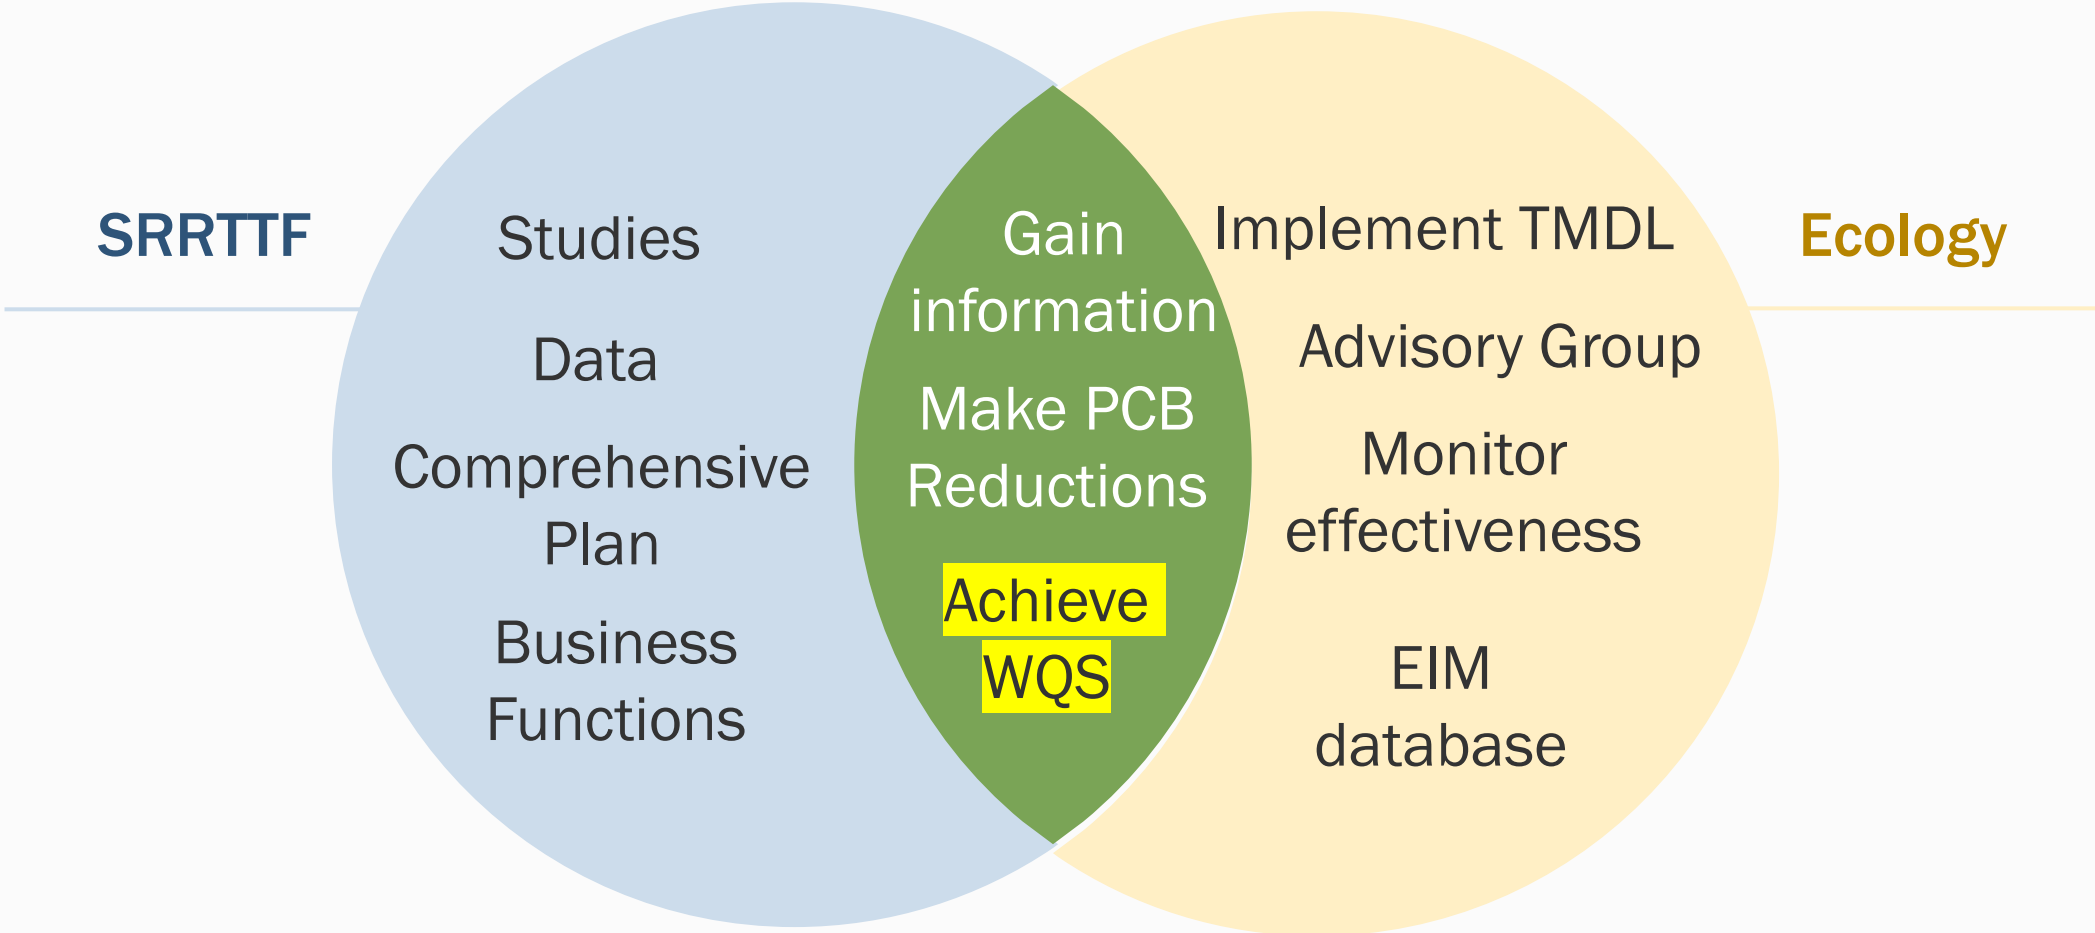 SRRTTF
Studies
Data
Comprehensive
Plan
Business
Functions
Gain
information
Make PCB
Reductions
Achieve
WQS
Implement TMDL
Advisory Group
Monitor
effectiveness
EIM
database
Ecology